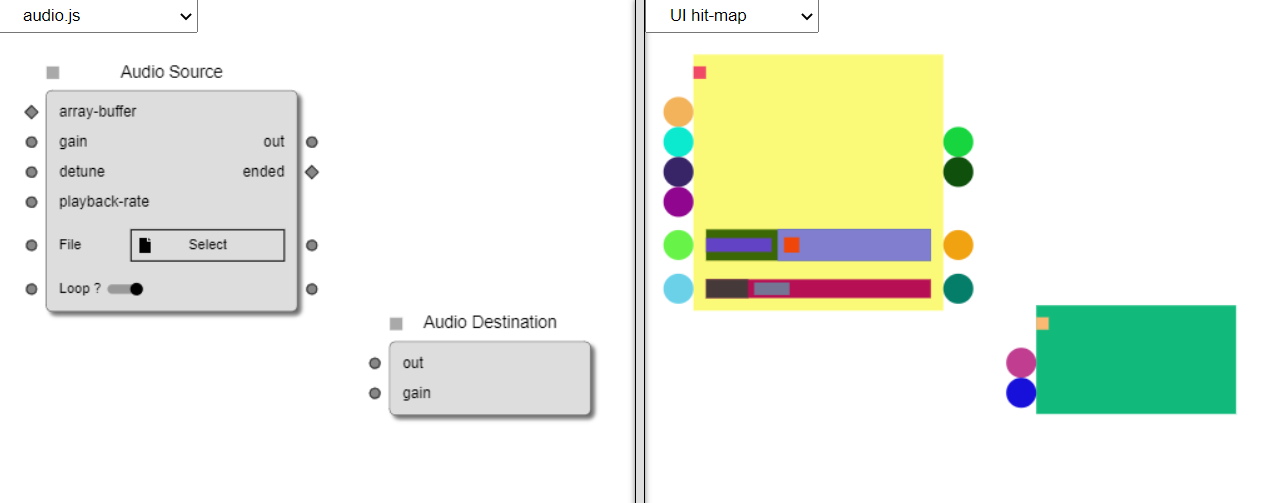 audio.js
UI hit-map
Audio Source
array-buffer
gain out
detune ended
playback-rate
File Select
Loop ?
Audio Destination
out
gain